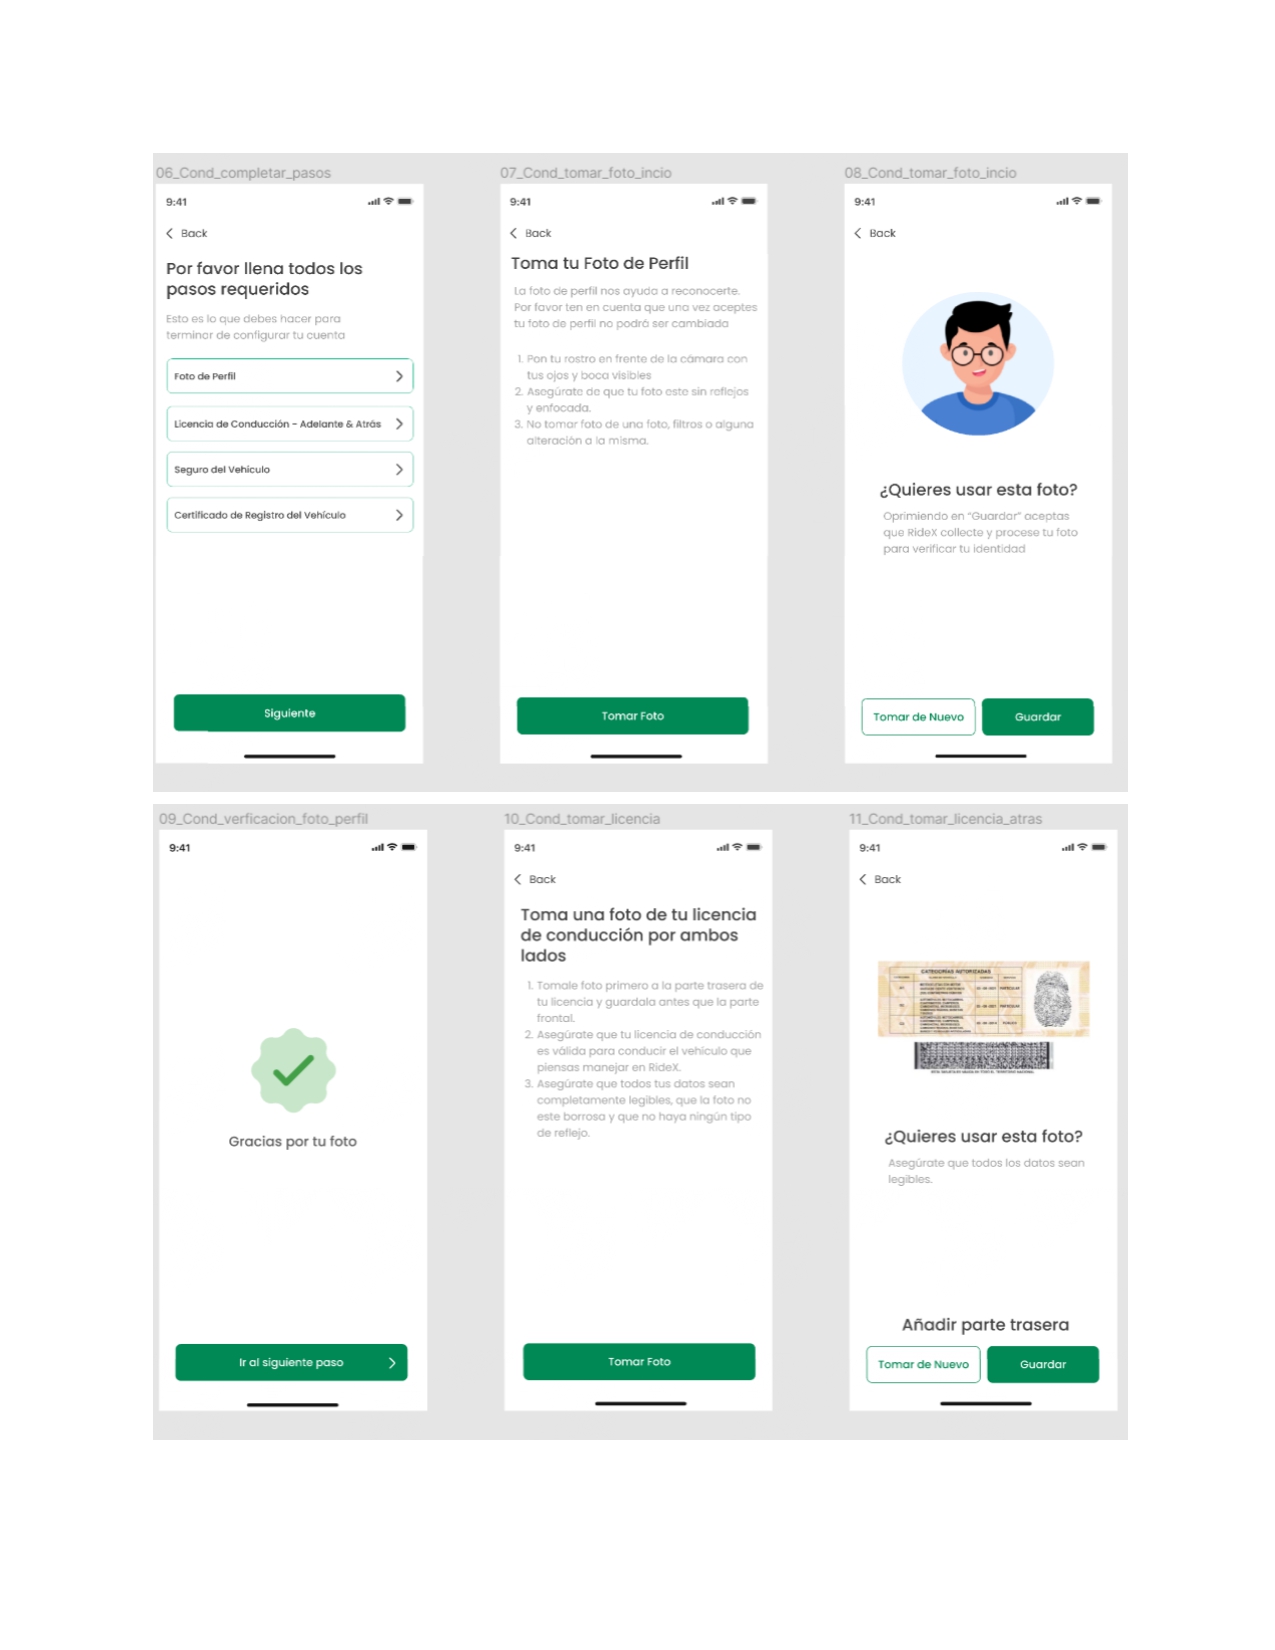 06_Cond_completar_pasos
9:41
Back
Por favor llena todos los
pasos requeridos
Esto es lo que debes hacer para
terminar de configurar tu cuenta
Foto de Perfil
Licencia de Conducción - Adelante & Atrás
Seguro del Vehículo
Certificado de Registro del Vehículo
Siguiente
07_Cond_tomar_foto_incio
9:41
Back
Toma tu Foto de Perfil
La foto de perfil nos ayuda a reconocerte.
Por favor ten en cuenta que una vez aceptes
tu foto de perfil no podrá ser cambiada
1. Pon tu rostro en frente de la cámara con
tus ojos y boca visibles
2. Asegúrate de que tu foto este sin reflejos
y enfocada.
3. No tomar foto de una foto, filtros o alguna
alteración a la misma.
Tomar Foto
08_Cond_tomar_foto_incio
9:41
Back
¿Quieres usar esta foto?
Oprimiendo en "Guardar" aceptas
que RideX collecte y procese tu foto
para verificar tu identidad
Tomar de Nuevo
Guardar
09_Cond_verficacion_foto_perfil
9:41
Gracias por tu foto
Ir al siguiente paso
10_Cond_tomar_licencia
9:41
Back
Toma una foto de tu licencia
de conducción por ambos
lados
1. Tomale foto primero a la parte trasera de
tu licencia y guardala antes que la parte
frontal.
2. Asegúrate que tu licencia de conducción
es válida para conducir el vehiculo que
piensas manejar en RideX.
3. Asegúrate que todos tus datos sean
completamente legibles, que la foto no
este borrosa y que no haya ningún tipo
de reflejo.
Tomar Foto
11_Cond_tomar_licencia_atras
9:41
Back
CATEGORÍAS AUTORIZADAS
¿Quieres usar esta foto?
Asegúrate que todos los datos sean
legibles.
Añadir parte trasera
Tomar de Nuevo
Guardar